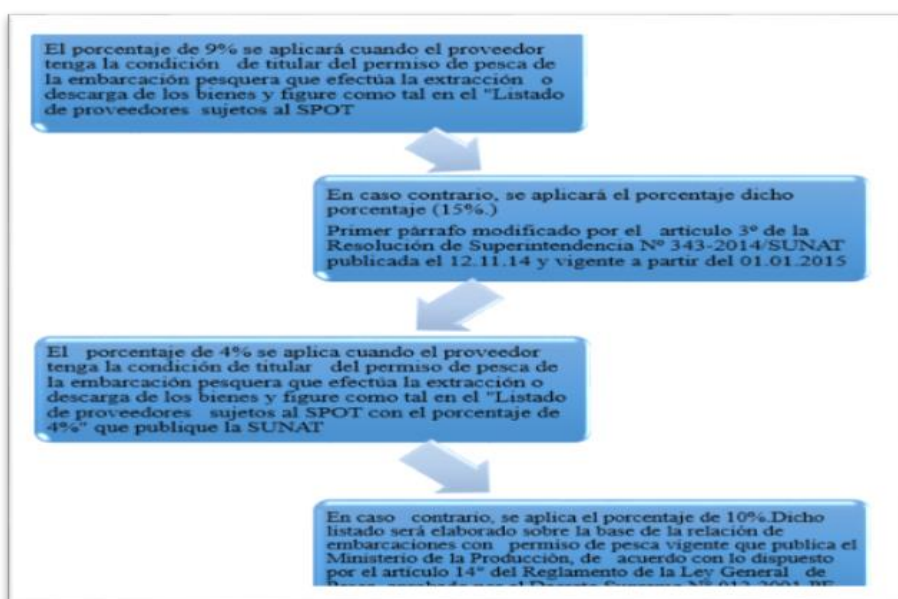 El porcentaje de 9% se aplicará cuando el proveedor
tenga la condición de titular del permiso de pesca de
la embarcación pesquera que efectúa la extracción o
descarga de los bienes y figure como tal en el "Listado
de proveedores sujetos al SPOT
En caso contrario, se aplicará el porcentaje dicho
porcentaje (15%.)
Primer párrafo modificado por el artículo 3° de la
Resolución de Superintendencia N° 343-2014/SUNAT
publicada el 12.11.14 y vigente a partir del 01.01.2015
El porcentaje de 4% se aplica cuando el proveedor
tenga la condición de titular del permiso de pesca de
la embarcación pesquera que efectúa la extracción o
descarga de los bienes y figure como tal en el "Listado
de proveedores sujetos al SPOT con el porcentaje de
4%" que publique la SUNAT
En caso contrario, se aplica el porcentaje de 10%.Dicho
listado será elaborado sobre la base de la relación de
embarcaciones con permiso de pesca vigente que publica el
Ministerio de la Producción, de acuerdo con lo dispuesto
por el artículo 14° del Reglamento de la Ley General de